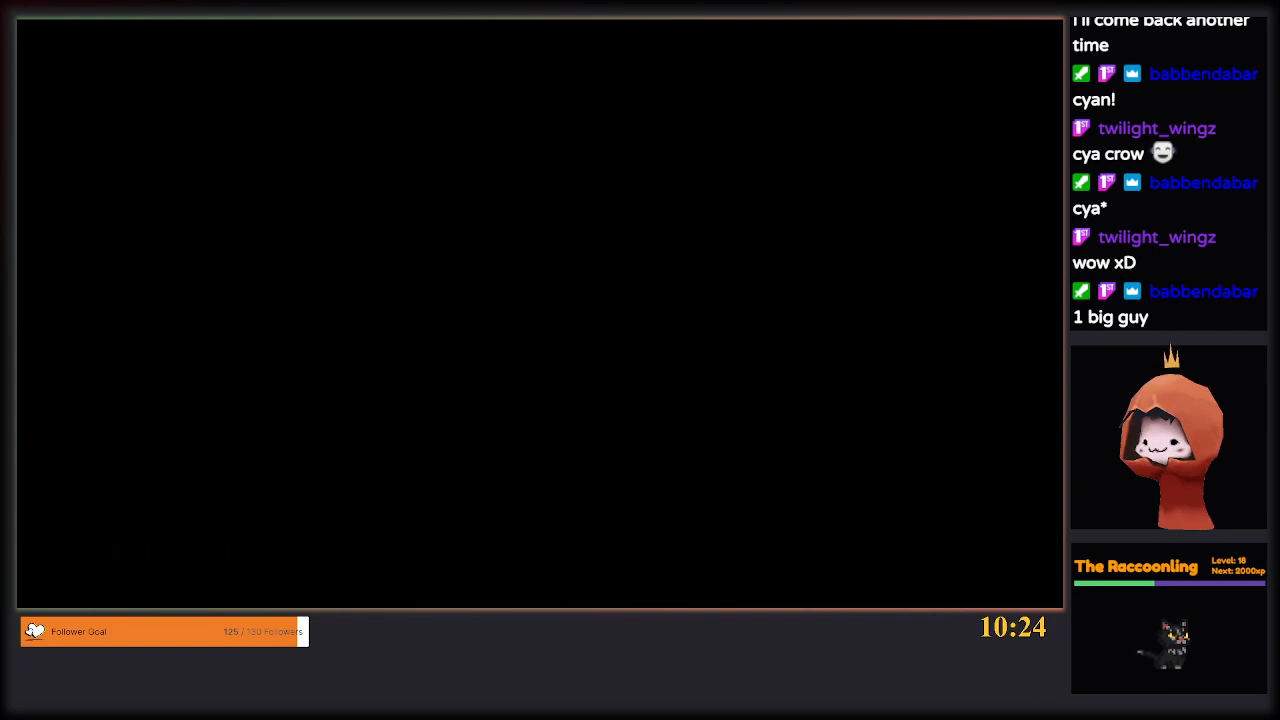 I'll come back another
time
babbendabar
cyan!
twilight_wingz
cya crow
babbendabar
cya*
twilight_wingz
wow xD
babbendabar
1 big guy
The Raccoonling
Level: 18
Next: 2000xp
Follower Goal
125 / 130 Followers
10:24